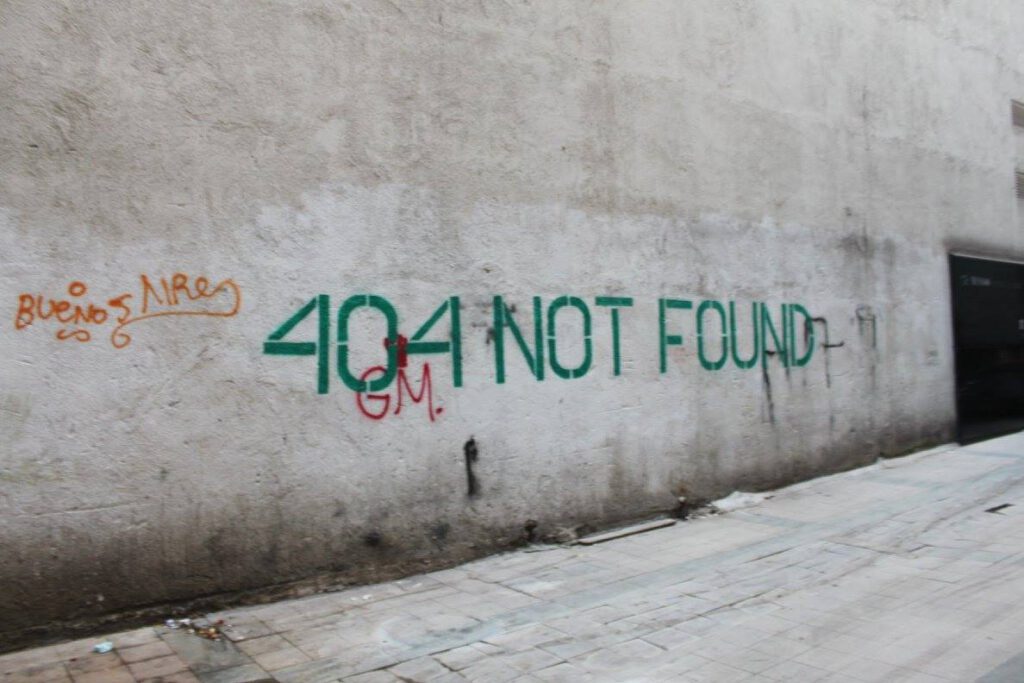 BUENOS AIRES
404 NOT FOUND
GM.